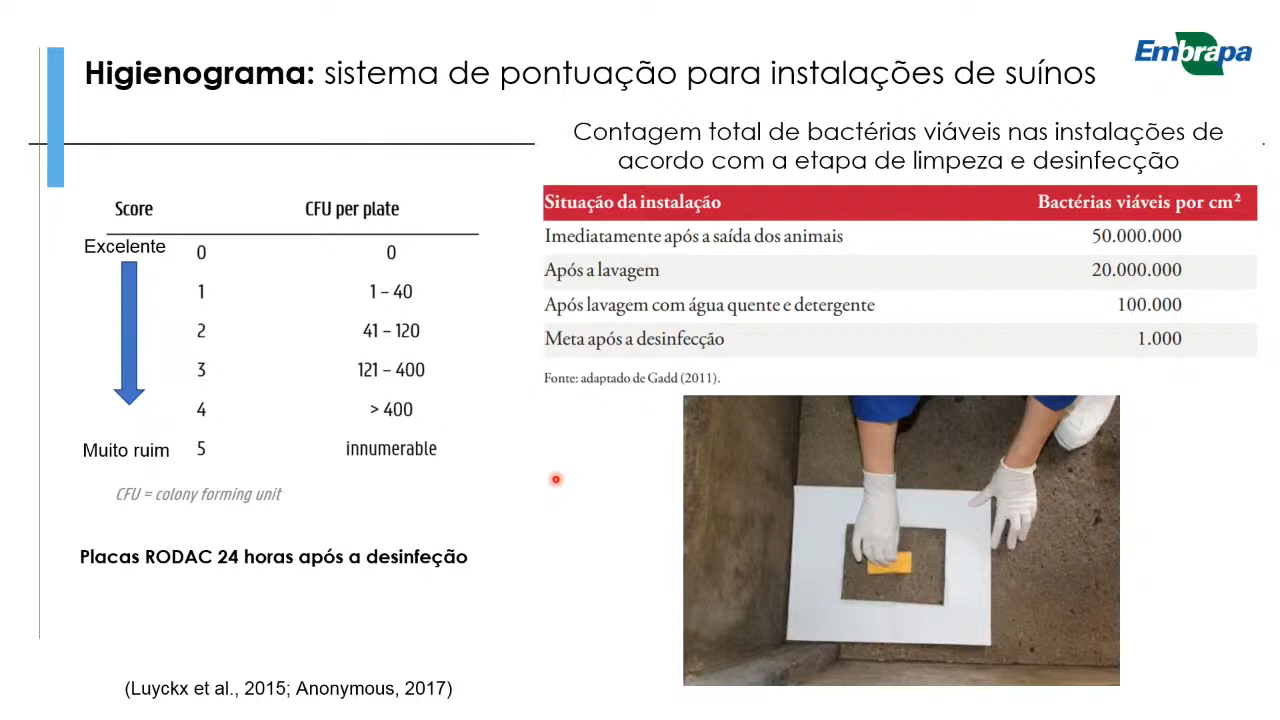 Embrapa
Higienograma: sistema de pontuação para instalações de suínos
Contagem total de bactérias viáveis nas instalações de
acordo com a etapa de limpeza e desinfecção
Score CFU per plate
Excelente 0 0
1 1 – 40
2 41 – 120
3 121 – 400
4 > 400
Muito ruim 5 innumerable
CFU = colony forming unit
Placas RODAC 24 horas após a desinfeção
(Luyckx et al., 2015; Anonymous, 2017)
Situação da instalação Bactérias viáveis por cm²
Imediatamente após a saída dos animais 50.000.000
Após a lavagem 20.000.000
Após lavagem com água quente e detergente 100.000
Meta após a desinfecção 1.000
Fonte: adaptado de Gadd (2011).